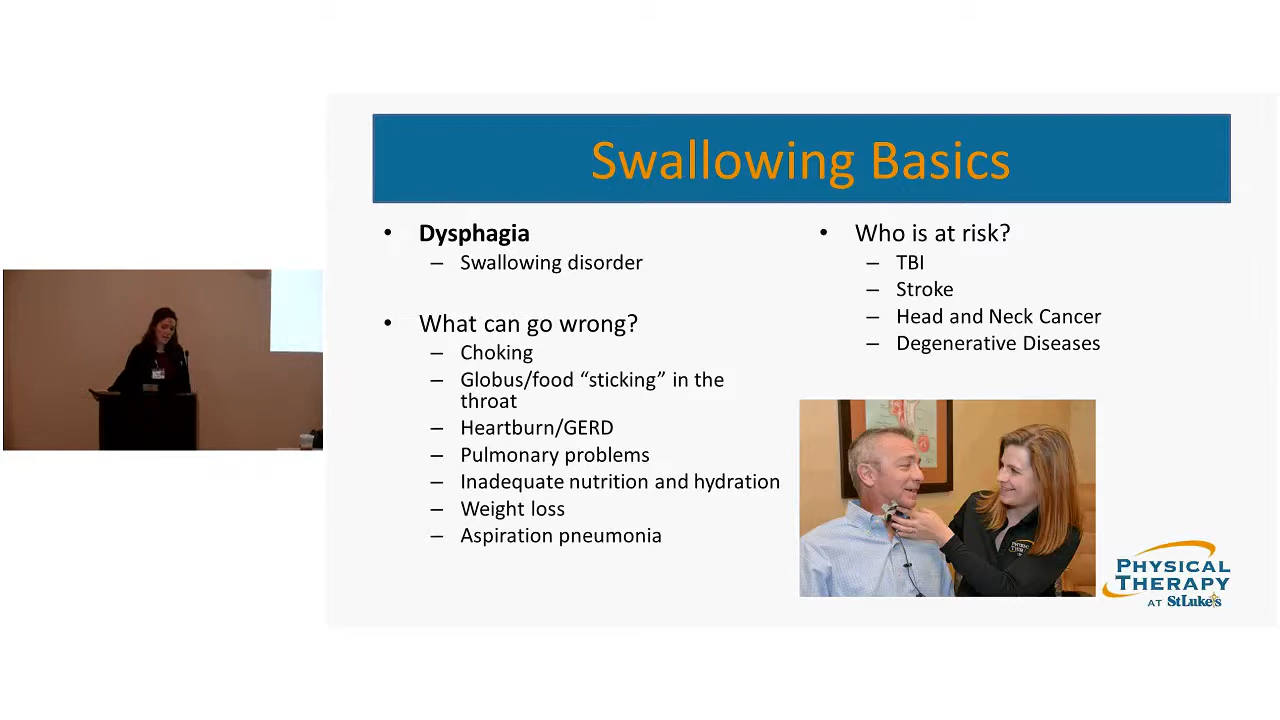 Swallowing Basics
• Dysphagia
– Swallowing disorder
• What can go wrong?
– Choking
– Globus/food “sticking” in the
throat
– Heartburn/GERD
– Pulmonary problems
– Inadequate nutrition and hydration
– Weight loss
– Aspiration pneumonia
• Who is at risk?
– TBI
– Stroke
– Head and Neck Cancer
– Degenerative Diseases
PHYSICAL
THERAPY
AT StLuke's